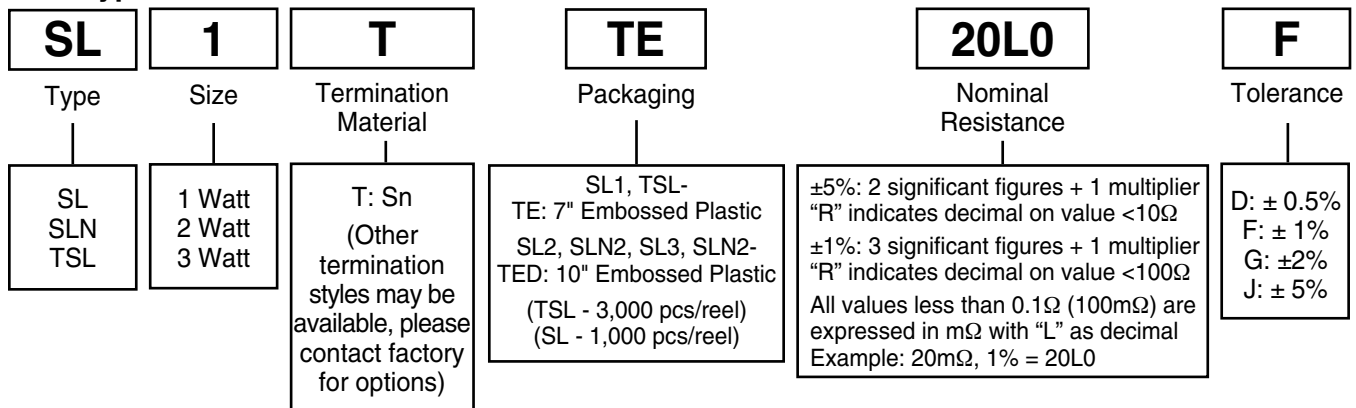 SL 1 T TE 20L0 F
Type Size Termination Material Packaging Nominal Resistance Tolerance
SL
SLN
TSL
1 Watt
2 Watt
3 Watt
T: Sn
(Other
termination
styles may be
available, please
contact factory
for options)
SL1, TSL-
TE: 7" Embossed Plastic
SL2, SLN2, SL3, SLN2-
TED: 10" Embossed Plastic
(TSL - 3,000 pcs/reel)
(SL - 1,000 pcs/reel)
±5%: 2 significant figures + 1 multiplier
“R” indicates decimal on value <10Ω
±1%: 3 significant figures + 1 multiplier
“R” indicates decimal on value <100Ω
All values less than 0.1Ω (100mΩ) are
expressed in mΩ with “L” as decimal
Example: 20mΩ, 1% = 20L0
D: ± 0.5%
F: ± 1%
G: ±2%
J: ± 5%